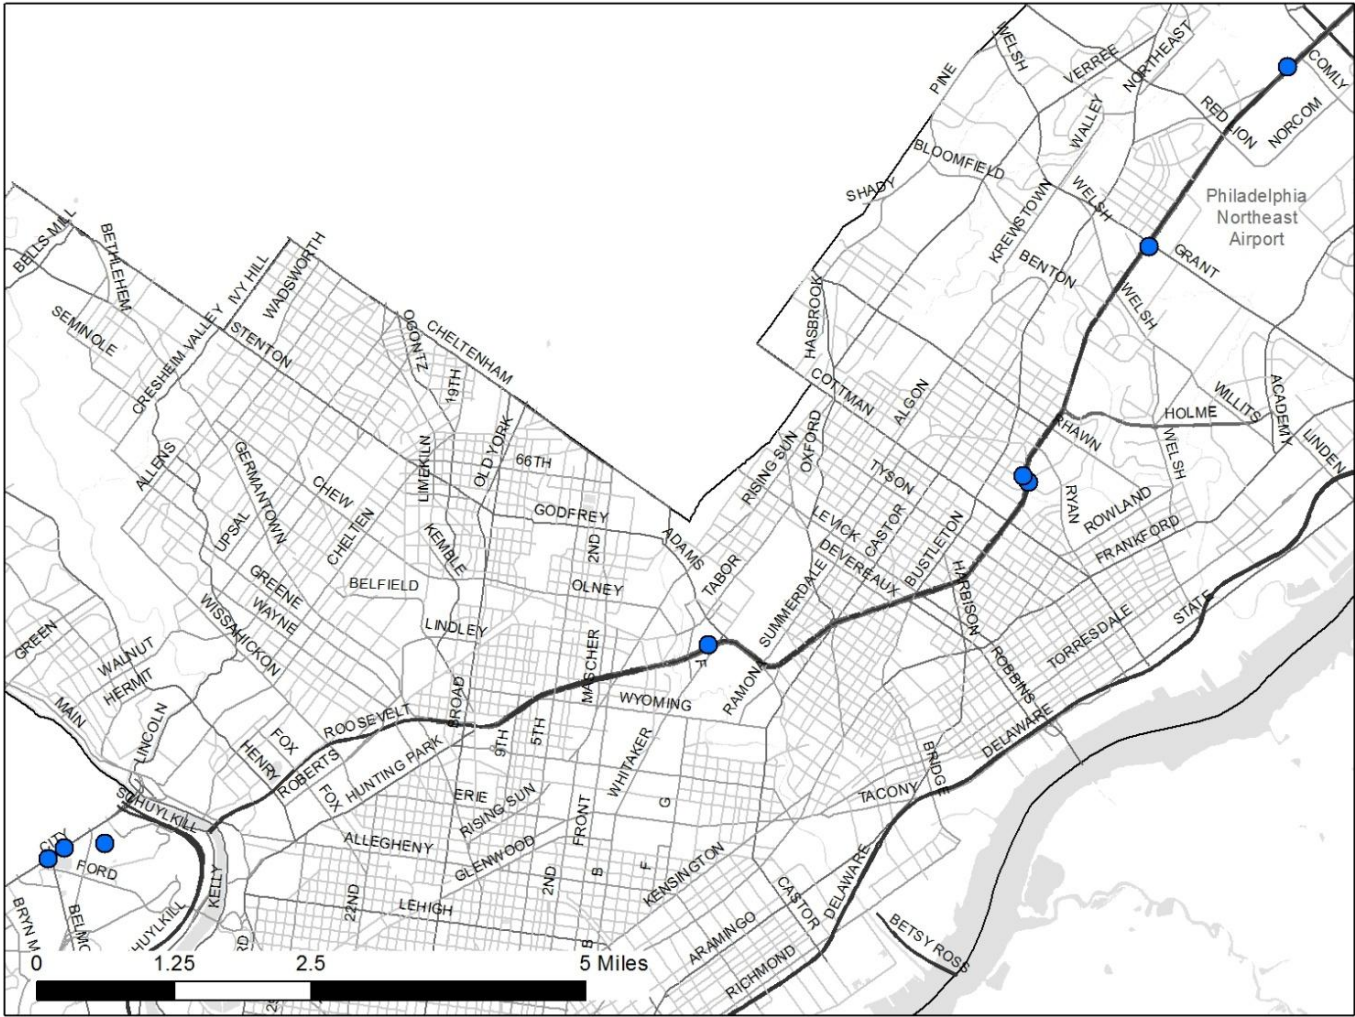 WELSH
VERREE
NORTHEAST
COMLY
PINE
RED LION
NORCOM
WALLEY
BLOOMFIELD
SHADY
WELSH
KREWSTOWN
Philadelphia
Northeast
Airport
BELLS MILL
BETHLEHEM
IVY HILL
WADSWORTH
BENTON
GRANT
WELSH
SEMINOLE
CRESHEIM VALLEY
STENTON
OGONTZ
CHELTENHAM
HASBROOK
19TH
COTTMAN
ALGON
WILLITS
ACADEMY
HOLME
LINDEN
RHAWN
WELSH
ALLENS
GERMANTOWN
LIMEKILN
OLD YORK
66TH
RISING SUN
OXFORD
TYSON
CHEW
UPSAL
CHELTEN
KEMBLE
GODFREY
2ND
ADAMS
LEVICK
CASTOR
DEVEREAUX
BUSTLETON
RYAN
ROWLAND
FRANKFORD
GREENE
WAYNE
BELFIELD
OLNEY
TABOR
SUMMERDALE
HARBISON
STATE
TORRESDALE
GREEN
WISSAHICKON
LINDLEY
WALNUT
HERMIT
MASCHER
F
RAMONA
ROBBINS
MAIN
LINCOLN
ROOSEVELT
BROAD
WYOMING
DELAWARE
FOX
HENRY
ROBERTS
HUNTING PARK
9TH
5TH
WHITAKER
BRIDGE
FOX
SCHUYLKILL
ERIE
RISING SUN
G
TACONY
CITY
FORD
ALLEGHENY
GLENWOOD
FRONT
KELLY
2ND
B
F
KENSINGTON
22ND
LEHIGH
CASTOR
DELAWARE
BRYN M
BELMO
HUYLKILL
RD
B
ARAMINGO
RICHMOND
BETSY ROSS
0 1.25 2.5 5 Miles